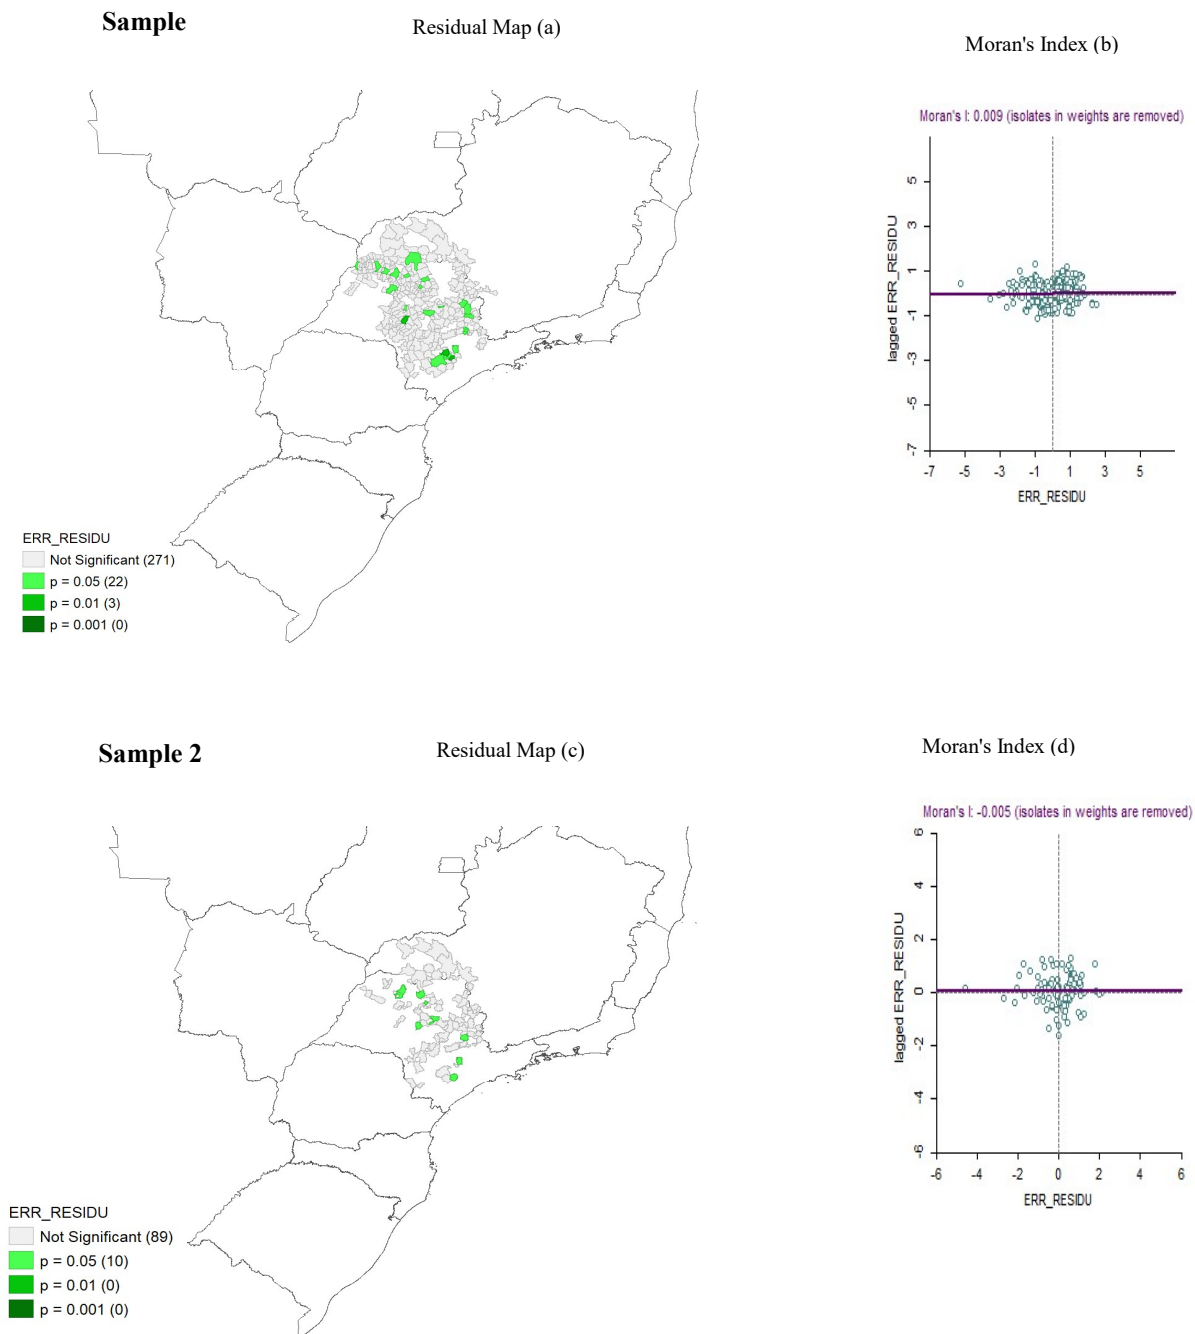 Sample
Residual Map (a)
Moran's Index (b)
Moran's I: 0.009 (isolates in weights are removed)
lagged ERR_RESIDU
5
3
1
-1
-3
-5
-7
-7 -5 -3 -1 1 3 5
ERR_RESIDU
ERR_RESIDU
Not Significant (271)
p = 0.05 (22)
p = 0.01 (3)
p = 0.001 (0)
Sample 2
Residual Map (c)
Moran's Index (d)
Moran's I: -0.005 (isolates in weights are removed)
lagged ERR_RESIDU
6
4
2
0
-2
-4
-6
-6 -4 -2 0 2 4 6
ERR_RESIDU
ERR_RESIDU
Not Significant (89)
p = 0.05 (10)
p = 0.01 (0)
p = 0.001 (0)